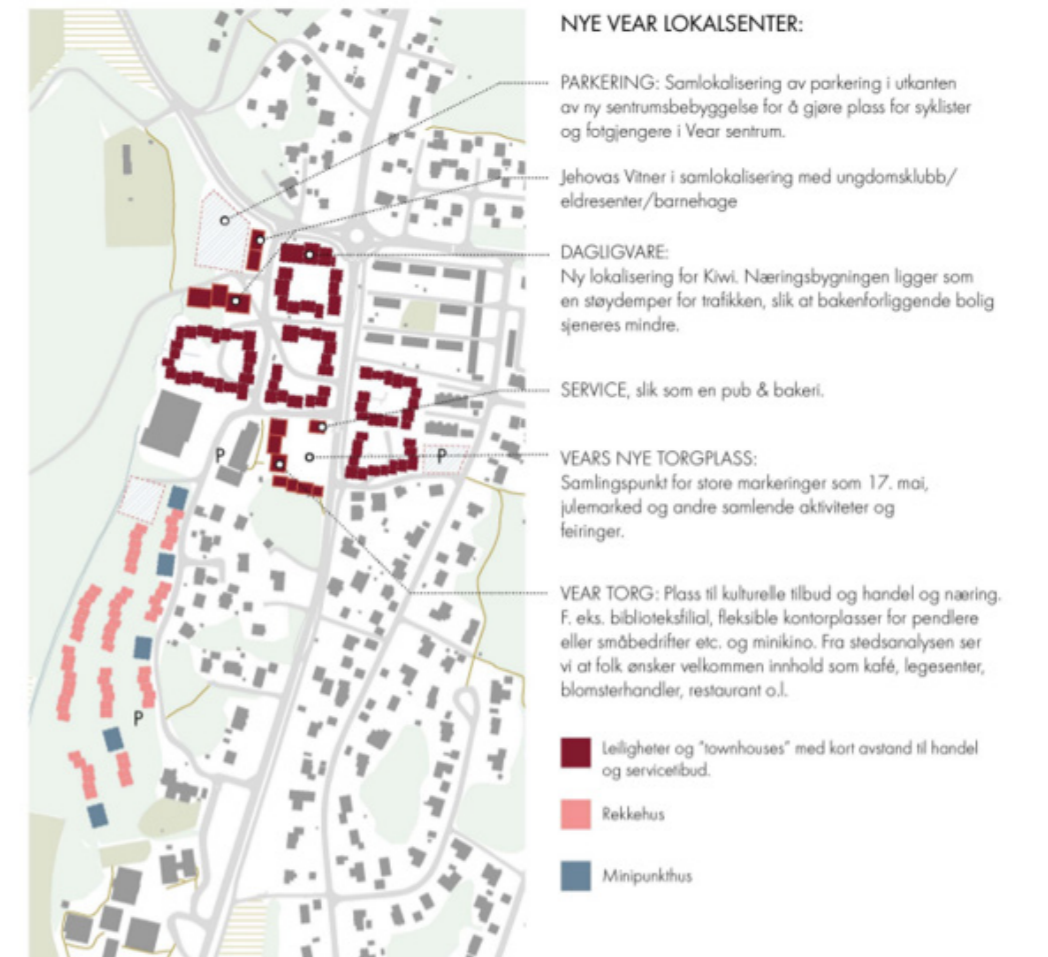 NYE VEAR LOKALSENTER:
PARKERING: Samlokalisering av parkering i utkanten
av ny sentrumsbebyggelse for å gjøre plass for syklister
og fotgjengere i Vear sentrum.
Jehovas Vitner i samlokalisering med ungdomsklubb/
eldresenter/barnehage
DAGLIGVARE:
Ny lokalisering for Kiwi. Næringsbygningen ligger som
en støydemper for trafikken, slik at bakenforliggende bolig
sjeneres mindre.
SERVICE, slik som en pub & bakeri.
VEARS NYE TORGPLASS:
Samlingspunkt for store markeringer som 17. mai,
julemarked og andre samlende aktiviteter og
feiringer.
VEAR TORG: Plass til kulturelle tilbud og handel og næring.
F. eks. biblioteksfilial, fleksible kontorplasser for pendlere
eller småbedrifter etc. og minikino. Fra stedsanalysen ser
vi at folk ønsker velkommen innhold som kafé, legesenter,
blomsterhandler, restaurant o.l.
Leiligheter og "townhouses" med kort avstand til handel
og servicetibud.
Rekkehus
Minipunkthus
P
P
P